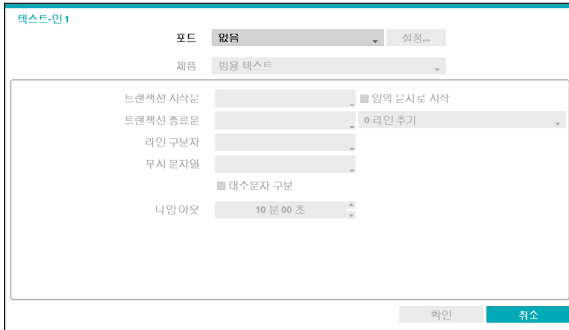 텍스트-인 1
포트 없음 설정...
제품 범용 텍스트
트랜잭션 시작문 임의 문자로 시작
트랜잭션 종료문 0 라인 추가
라인 구분자
무시 문자열
대소문자 구분
타임 아웃 10 분 00 초
확인 취소